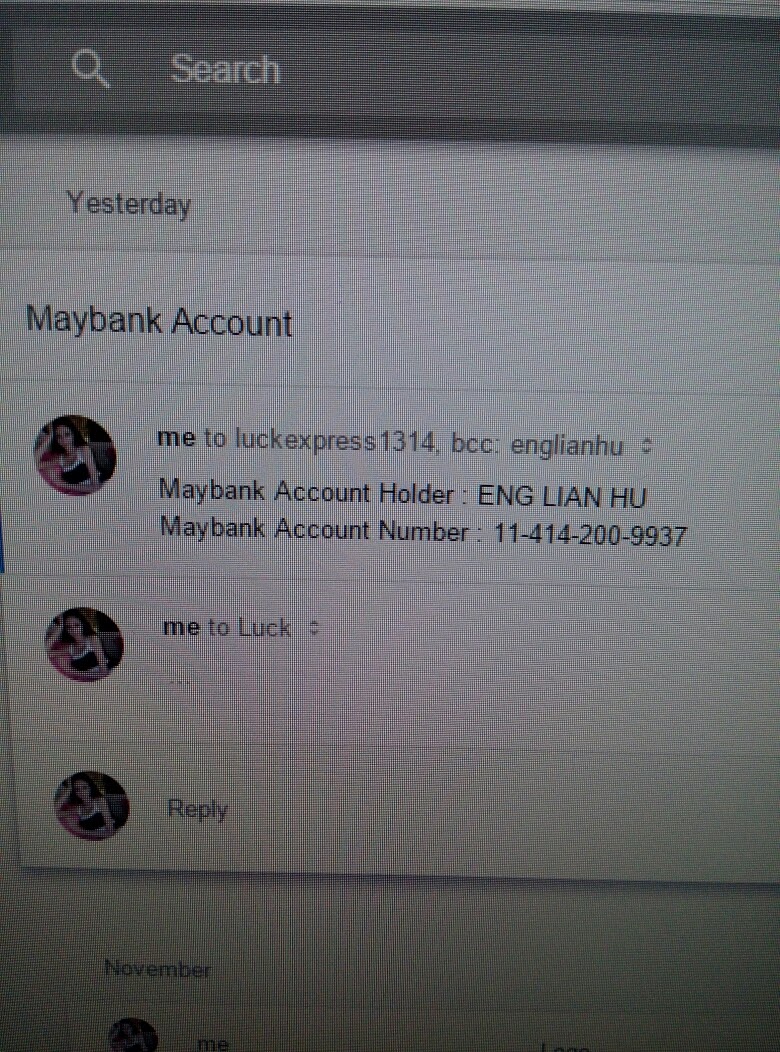 Search
Yesterday
Maybank Account
me to luckexpress1314, bcc: englianhu
Maybank Account Holder : ENG LIAN HU
Maybank Account Number : 11-414-200-9937
me to Luck
...
Reply
November
me